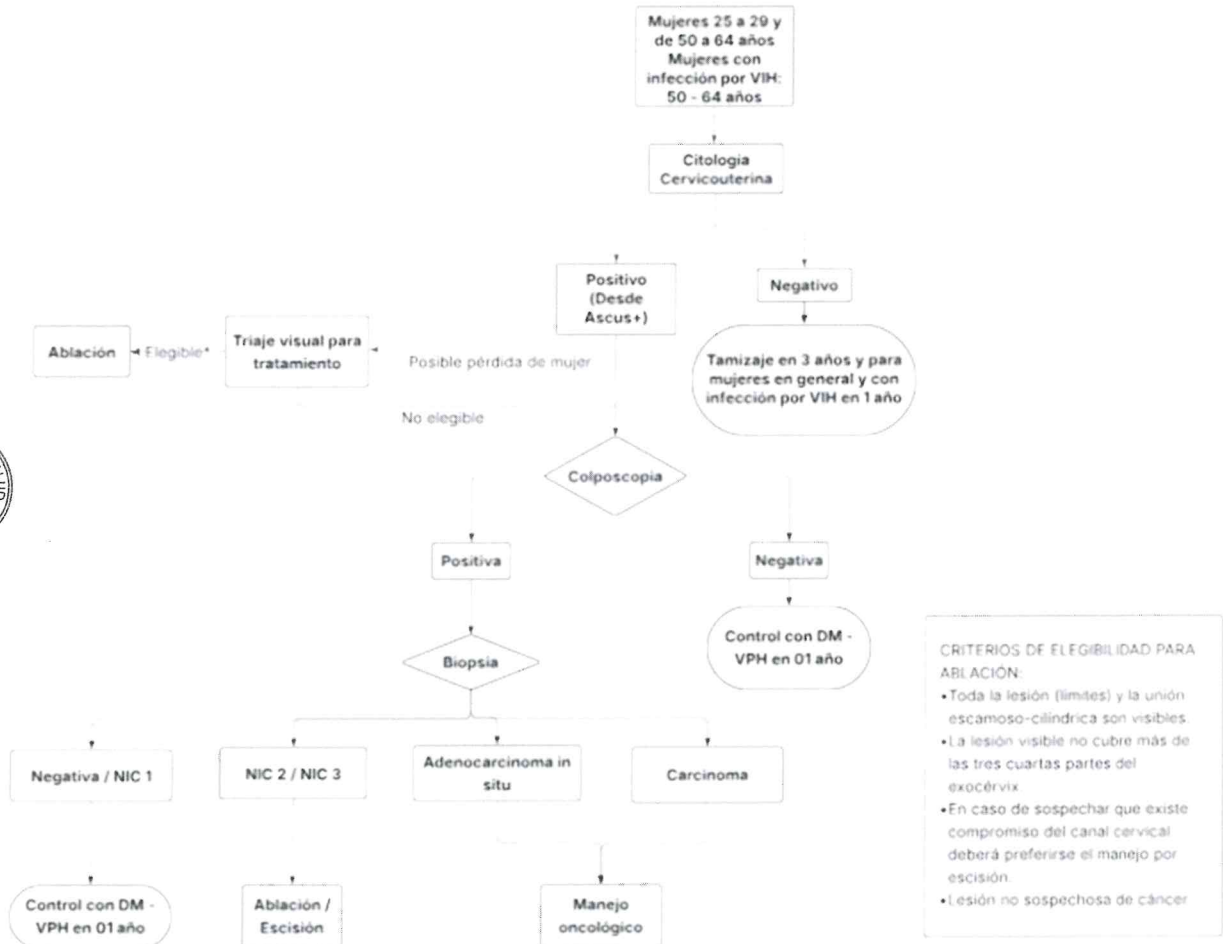 Mujeres 25 a 29 y
de 50 a 64 años
Mujeres con
infección por VIH:
50 - 64 años
Citología
Cervicouterina
Positivo
(Desde
Ascus+)
Negativo
Ablación
Elegible*
Triaje visual para
tratamiento
Posible pérdida de mujer
No elegible
Tamizaje en 3 años y para
mujeres en general y con
infección por VIH en 1 año
Colposcopia
Positiva
Negativa
Biopsia
Control con DM -
VPH en 01 año
Negativa / NIC 1
NIC 2 / NIC 3
Adenocarcinoma in
situ
Carcinoma
Control con DM -
VPH en 01 año
Ablación /
Escisión
Manejo
oncológico
CRITERIOS DE ELEGIBILIDAD PARA
ABLACIÓN:
•Toda la lesión (límites) y la unión
escamoso-cilíndrica son visibles.
•La lesión visible no cubre más de
las tres cuartas partes del
exocérvix
•En caso de sospechar que existe
compromiso del canal cervical
deberá preferirse el manejo por
escisión.
•Lesión no sospechosa de cáncer